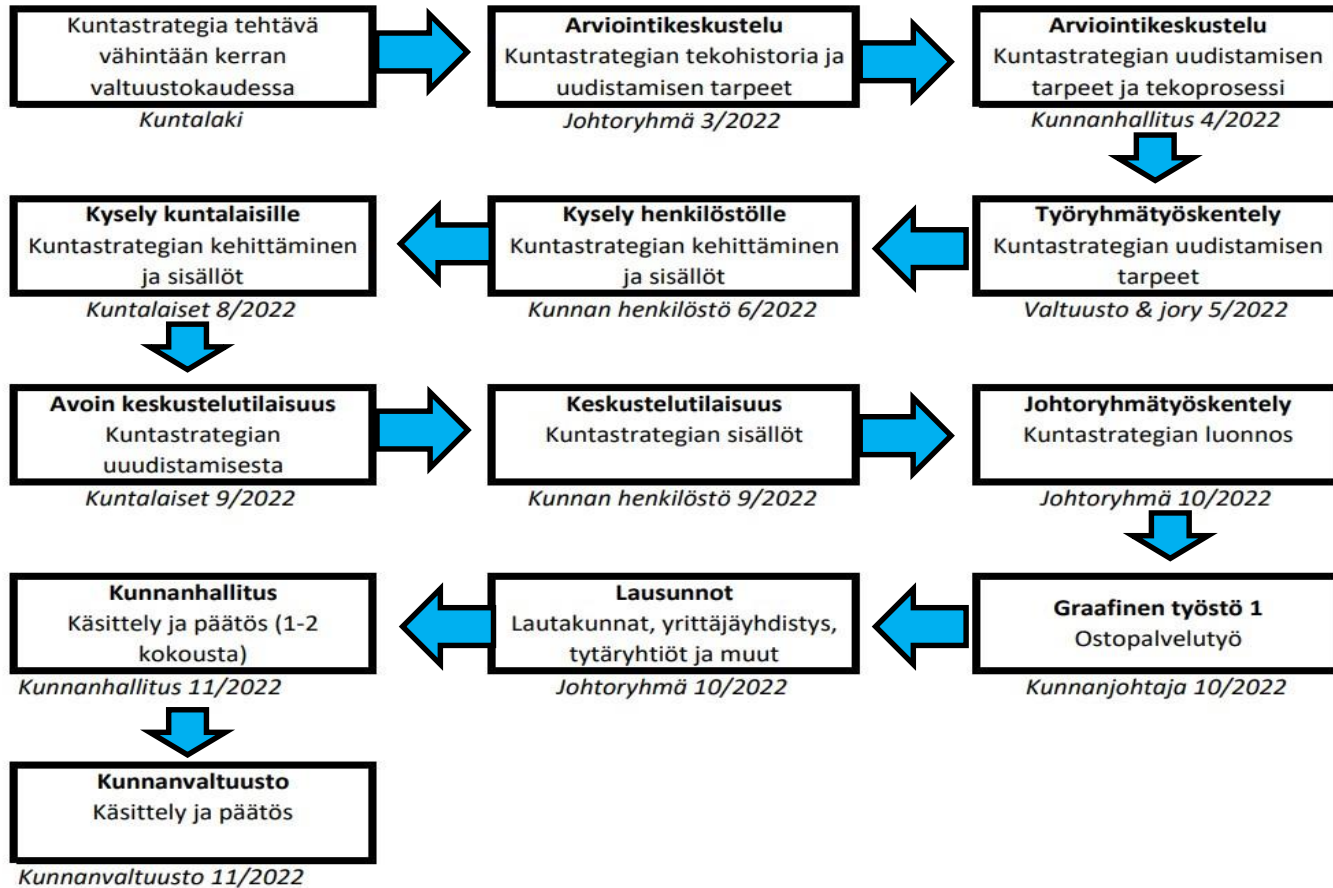 Kuntastrategia tehtävä
vähintään kerran
valtuustokaudessa
Kuntalaki
Arviointikeskustelu
Kuntastrategian tekohistoria ja
uudistamisen tarpeet
Johtoryhmä 3/2022
Arviointikeskustelu
Kuntastrategian uudistamisen
tarpeet ja tekoprosessi
Kunnanhallitus 4/2022
Työryhmätyöskentely
Kuntastrategian uudistamisen
tarpeet
Valtuusto & jory 5/2022
Kysely henkilöstölle
Kuntastrategian kehittäminen
ja sisällöt
Kunnan henkilöstö 6/2022
Kysely kuntalaisille
Kuntastrategian kehittäminen
ja sisällöt
Kuntalaiset 8/2022
Avoin keskustelutilaisuus
Kuntastrategian
uuudistamisesta
Kuntalaiset 9/2022
Keskustelutilaisuus
Kuntastrategian sisällöt
Kunnan henkilöstö 9/2022
Johtoryhmätyöskentely
Kuntastrategian luonnos
Johtoryhmä 10/2022
Graafinen työstö 1
Ostopalvelutyö
Kunnanjohtaja 10/2022
Lausunnot
Lautakunnat, yrittäjäyhdistys,
tytäryhtiöt ja muut
Johtoryhmä 10/2022
Kunnanhallitus
Käsittely ja päätös (1-2
kokousta)
Kunnanhallitus 11/2022
Kunnanvaltuusto
Käsittely ja päätös
Kunnanvaltuusto 11/2022